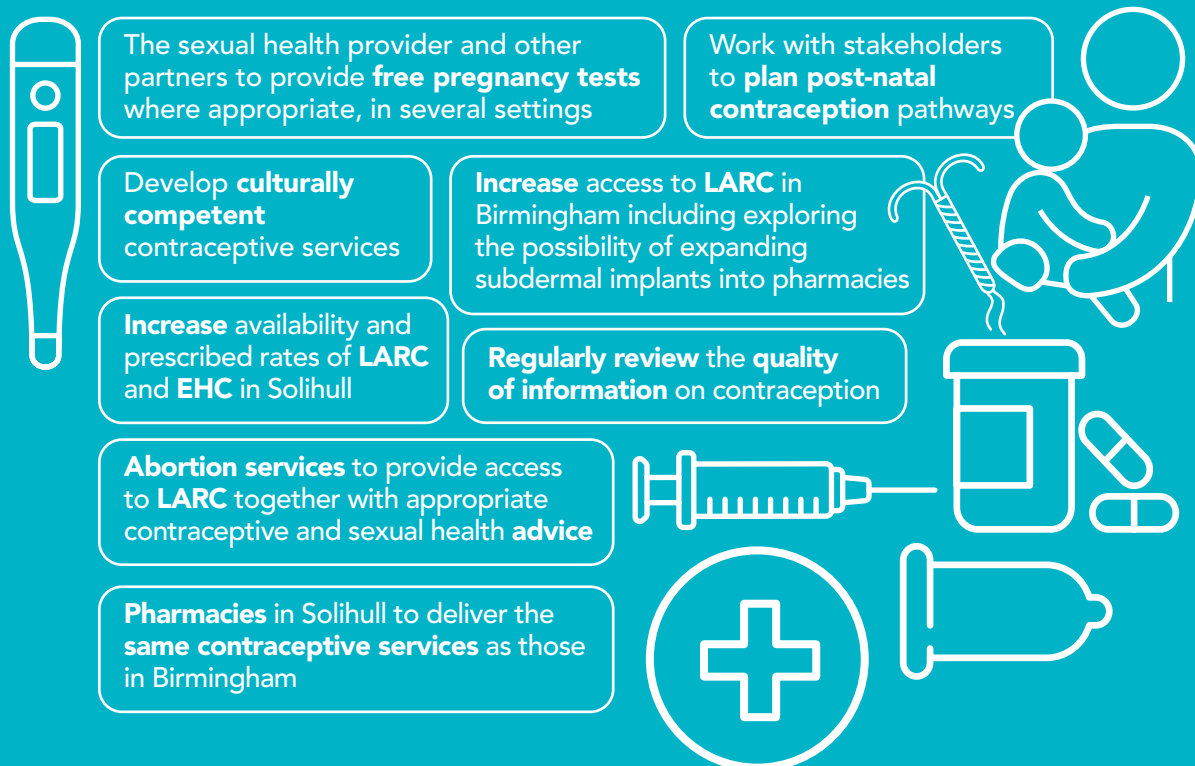 The sexual health provider and other
partners to provide free pregnancy tests
where appropriate, in several settings
Work with stakeholders
to plan post-natal
contraception pathways
Develop culturally
competent
contraceptive services
Increase access to LARC in
Birmingham including exploring
the possibility of expanding
subdermal implants into pharmacies
Increase availability and
prescribed rates of LARC
and EHC in Solihull
Regularly review the quality
of information on contraception
Abortion services to provide access
to LARC together with appropriate
contraceptive and sexual health advice
Pharmacies in Solihull to deliver the
same contraceptive services as those
in Birmingham